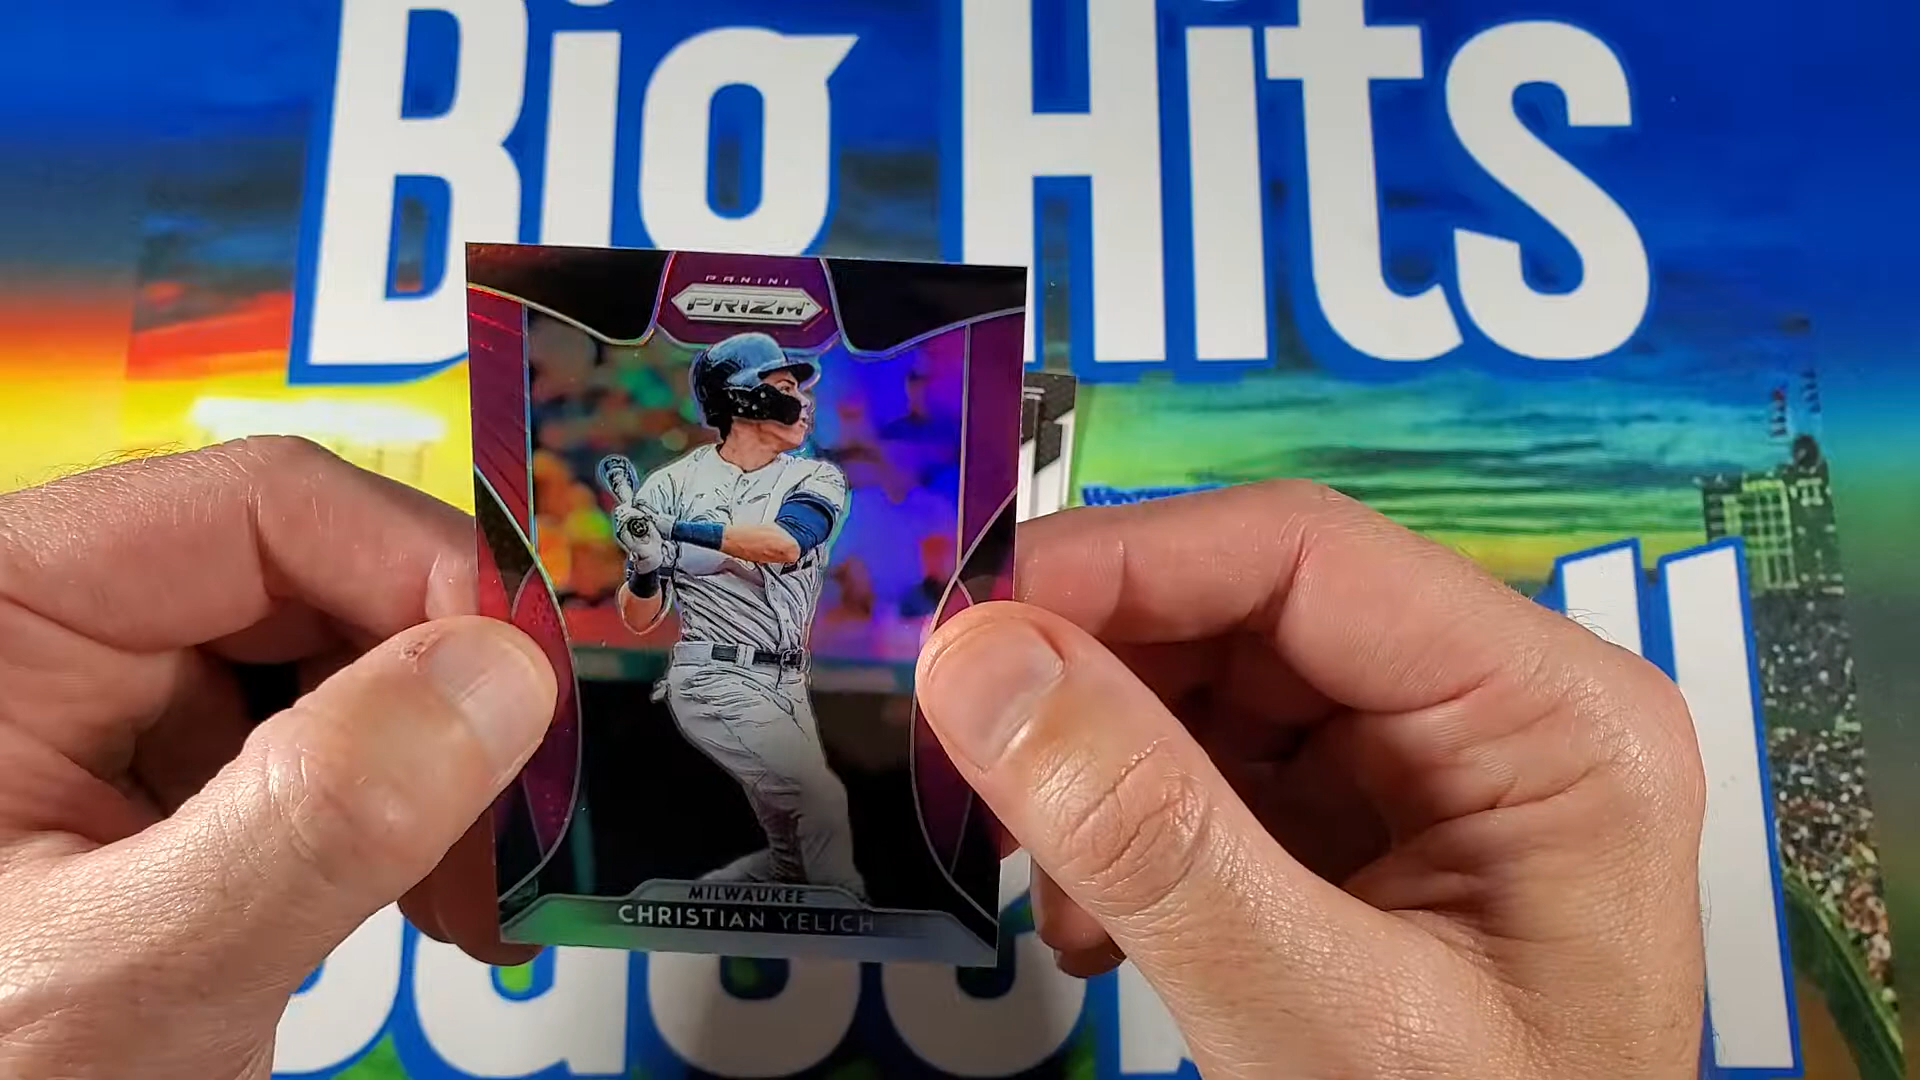 Big Hits
PANINI
PRIZM
MILWAUKEE
CHRISTIAN YELICH